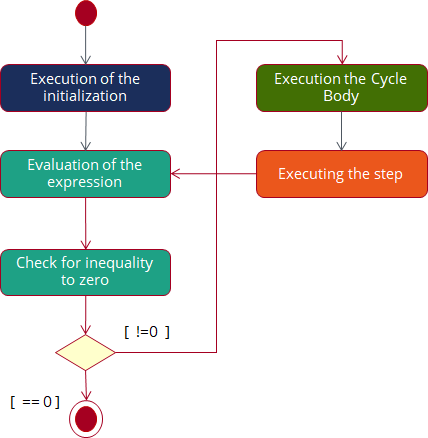 Execution of the
initialization
Execution the Cycle
Body
Evaluation of the
expression
Executing the step
Check for inequality
to zero
[ !=0 ]
[ == 0 ]